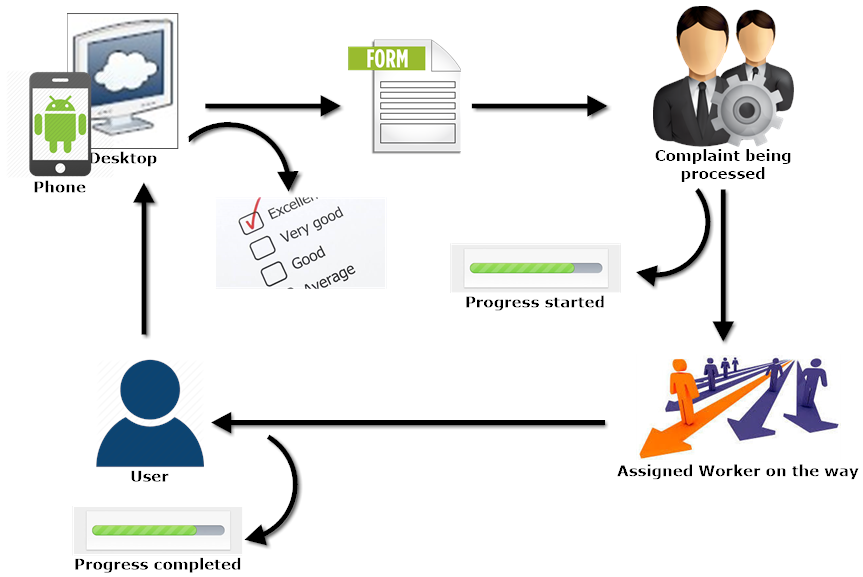 FORM
Desktop
Phone
Complaint being
processed
Excellen
Very good
Good
Average
Progress started
User
Assigned Worker on the way
Progress completed